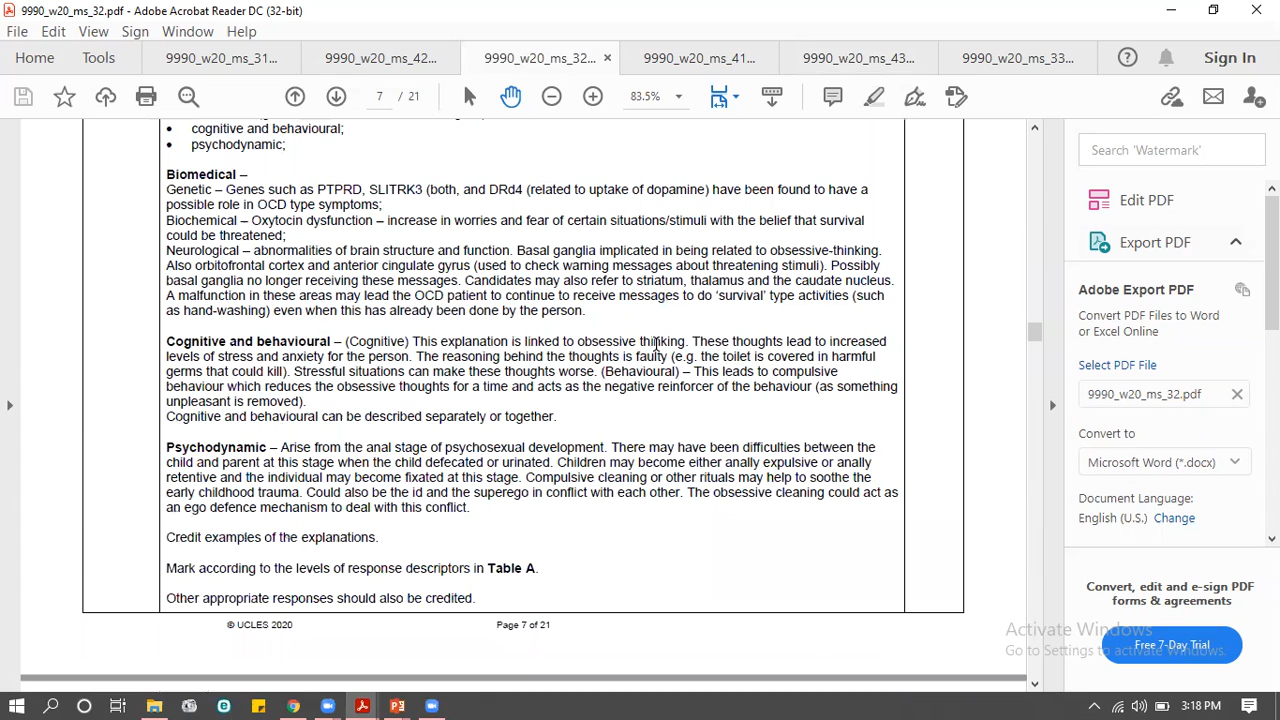 9990_w20_ms_32.pdf - Adobe Acrobat Reader DC (32-bit)
File Edit View Sign Window Help
Home Tools 9990_w20_ms_31... 9990_w20_ms_42... 9990_w20_ms_32... × 9990_w20_ms_41... 9990_w20_ms_43... 9990_w20_ms_33... Sign In
7 / 21 83.5%
• cognitive and behavioural;
• psychodynamic;
Biomedical –
Genetic – Genes such as PTPRD, SLITRK3 (both, and DRd4 (related to uptake of dopamine) have been found to have a
possible role in OCD type symptoms;
Biochemical – Oxytocin dysfunction – increase in worries and fear of certain situations/stimuli with the belief that survival
could be threatened;
Neurological – abnormalities of brain structure and function. Basal ganglia implicated in being related to obsessive-thinking.
Also orbitofrontal cortex and anterior cingulate gyrus (used to check warning messages about threatening stimuli). Possibly
basal ganglia no longer receiving these messages. Candidates may also refer to striatum, thalamus and the caudate nucleus.
A malfunction in these areas may lead the OCD patient to continue to receive messages to do ‘survival’ type activities (such
as hand-washing) even when this has already been done by the person.
Cognitive and behavioural – (Cognitive) This explanation is linked to obsessive thinking. These thoughts lead to increased
levels of stress and anxiety for the person. The reasoning behind the thoughts is faulty (e.g. the toilet is covered in harmful
germs that could kill). Stressful situations can make these thoughts worse. (Behavioural) – This leads to compulsive
behaviour which reduces the obsessive thoughts for a time and acts as the negative reinforcer of the behaviour (as something
unpleasant is removed).
Cognitive and behavioural can be described separately or together.
Psychodynamic – Arise from the anal stage of psychosexual development. There may have been difficulties between the
child and parent at this stage when the child defecated or urinated. Children may become either anally expulsive or anally
retentive and the individual may become fixated at this stage. Compulsive cleaning or other rituals may help to soothe the
early childhood trauma. Could also be the id and the superego in conflict with each other. The obsessive cleaning could act as
an ego defence mechanism to deal with this conflict.
Credit examples of the explanations.
Mark according to the levels of response descriptors in Table A.
Other appropriate responses should also be credited.
© UCLES 2020 Page 7 of 21
Search 'Watermark'
Edit PDF
Export PDF
Adobe Export PDF
Convert PDF Files to Word
or Excel Online
Select PDF File
9990_w20_ms_32.pdf
Convert to
Microsoft Word (*.docx)
Document Language:
English (U.S.) Change
Convert, edit and e-sign PDF
forms & agreements
Free 7-Day Trial
Activate Windows
Go to Settings to activate Windows.
3:18 PM